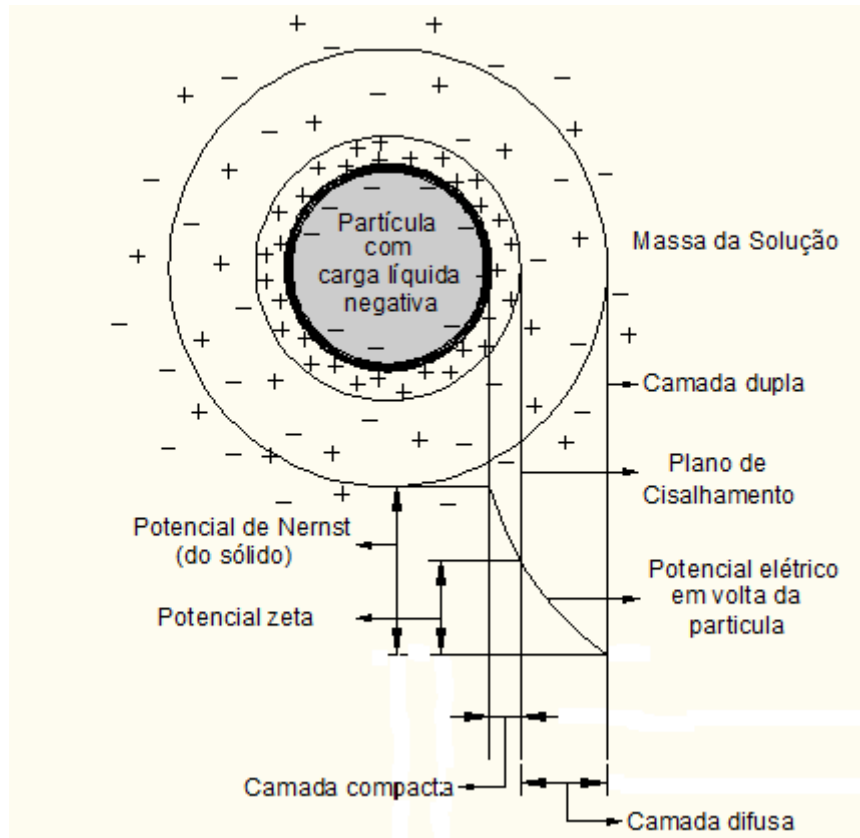 Partícula
com
carga líquida
negativa
Massa da Solução
Camada dupla
Plano de
Cisalhamento
Potencial de Nernst
(do sólido)
Potencial elétrico
em volta da
particula
Potencial zeta
Camada compacta
Camada difusa